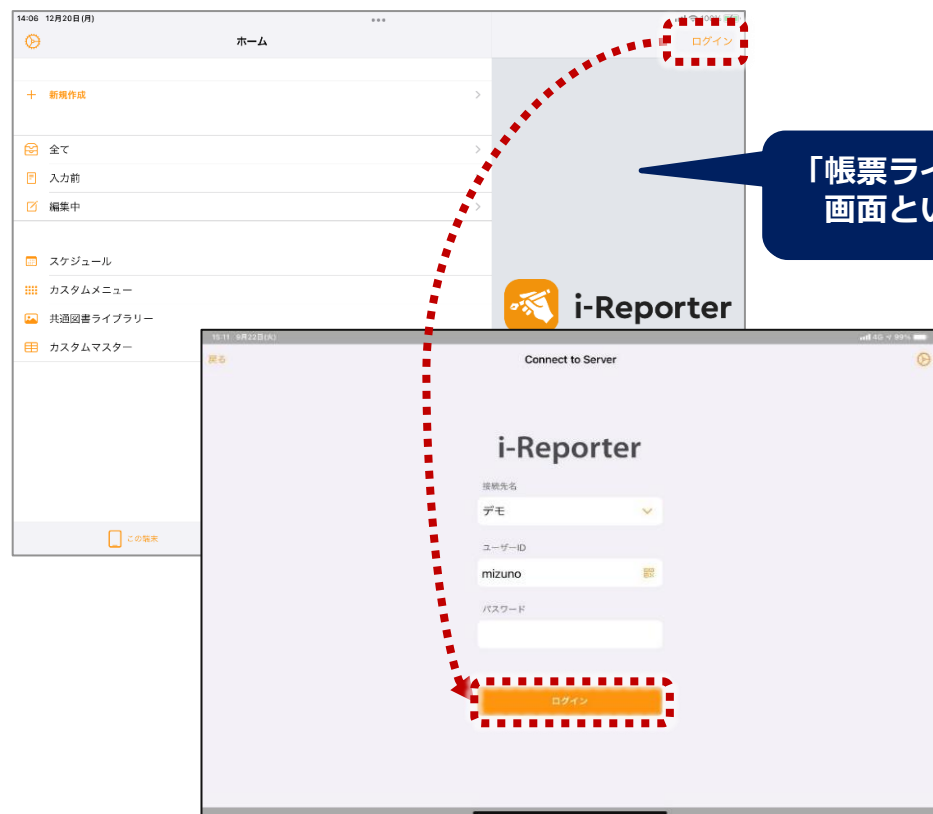 14:06 12月20日(月)
ホーム
ログイン
新規作成
全て
入力前
編集中
スケジュール
カスタムメニュー
共通図書ライブラリー
カスタムマスター
この端末
i-Reporter
「帳票ライ
画面とい
15:11 9月22日(火)
4G 99%
戻る
Connect to Server
i-Reporter
接続先名
デモ
ユーザーID
mizuno
パスワード
ログイン